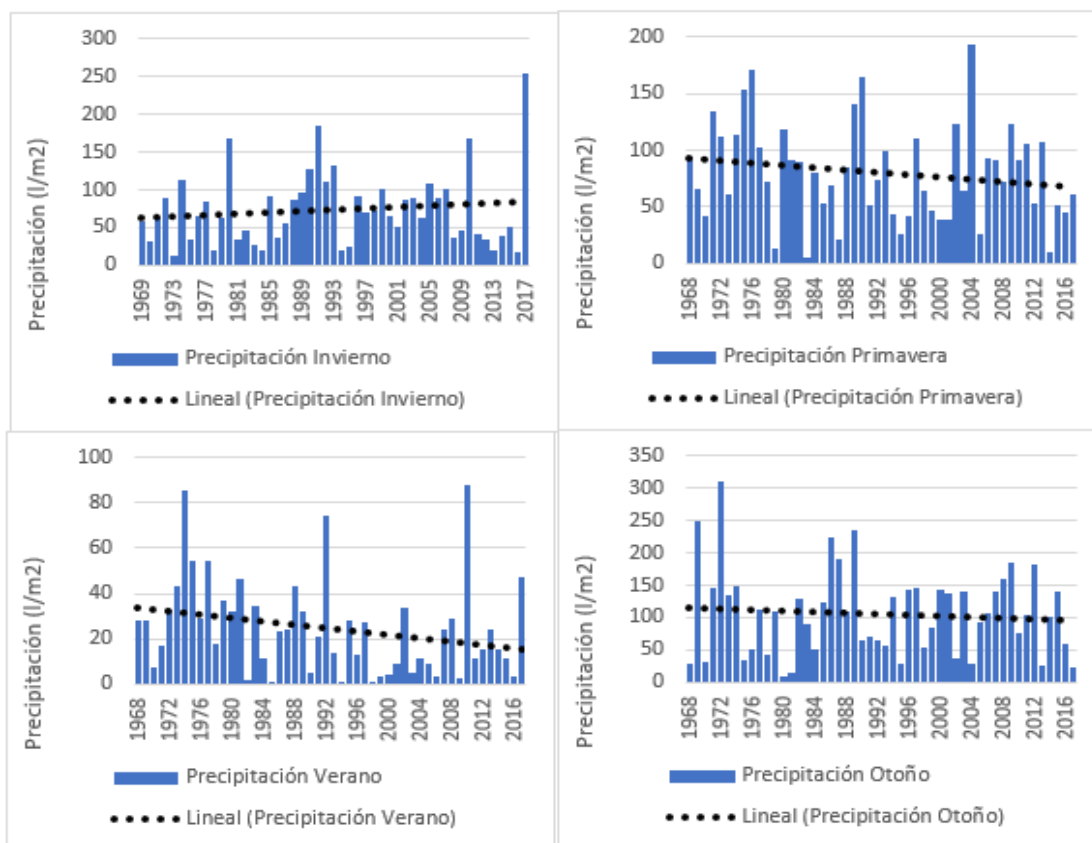 300
250
200
150
100
50
0
Precipitación (l/m2)
1969 1973 1977 1981 1985 1989 1993 1997 2001 2005 2009 2013 2017
Precipitación Invierno
Lineal (Precipitación Invierno)
200
150
100
50
0
Precipitación (l/m2)
1968 1972 1976 1980 1984 1988 1992 1996 2000 2004 2008 2012 2016
Precipitación Primavera
Lineal (Precipitación Primavera)
100
80
60
40
20
0
Precipitación (l/m2)
1968 1972 1976 1980 1984 1988 1992 1996 2000 2004 2008 2012 2016
Precipitación Verano
Lineal (Precipitación Verano)
350
300
250
200
150
100
50
0
Precipitación (l/m2)
1968 1972 1976 1980 1984 1988 1992 1996 2000 2004 2008 2012 2016
Precipitación Otoño
Lineal (Precipitación Otoño)